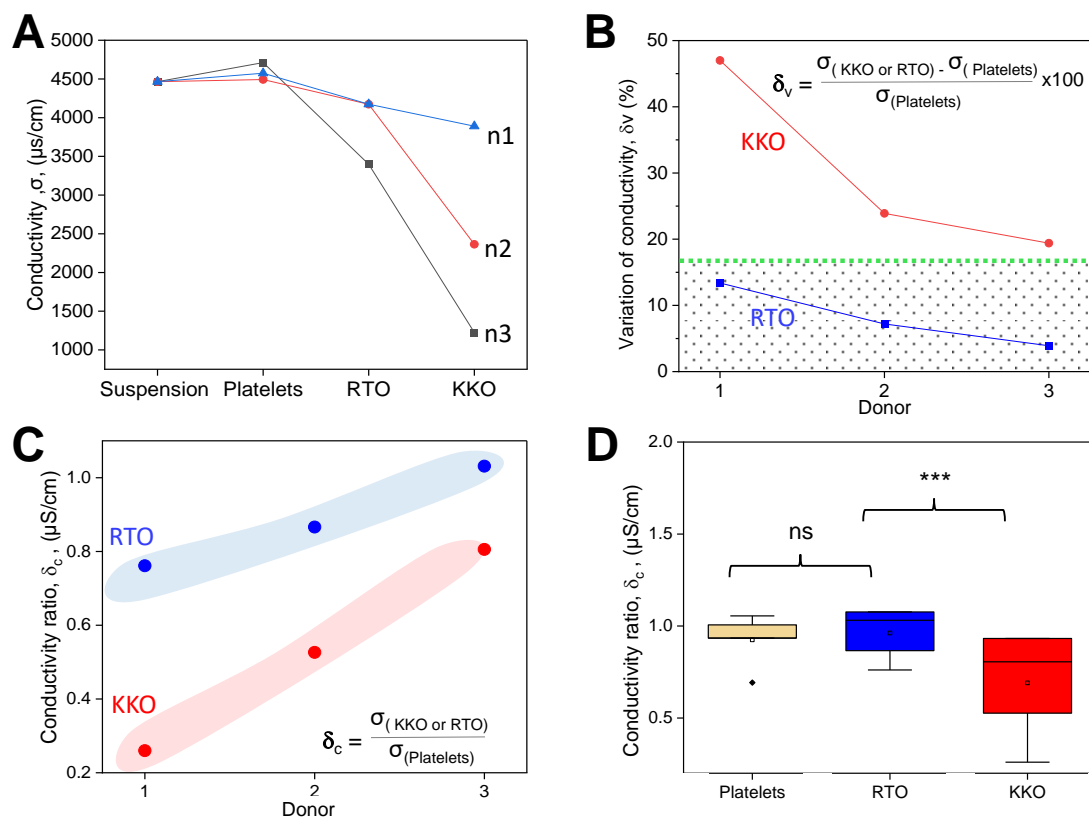 A
Conductivity ,σ, (µs/cm)
5000
4500
4000
3500
3000
2500
2000
1500
1000
n1
n2
n3
Suspension Platelets RTO KKO
B
Variation of conductivity, δv (%)
50
40
30
20
10
0
δv = σ( KKO or RTO) - σ( Platelets) / σ(Platelets) x100
KKO
RTO
1 2 3
Donor
C
Conductivity ratio, δc , (µS/cm)
1.0
0.8
0.6
0.4
0.2
RTO
KKO
δc = σ( KKO or RTO) / σ(Platelets)
1 2 3
Donor
D
Conductivity ratio, δc , (µS/cm)
2.0
1.5
1.0
0.5
ns
***
Platelets RTO KKO